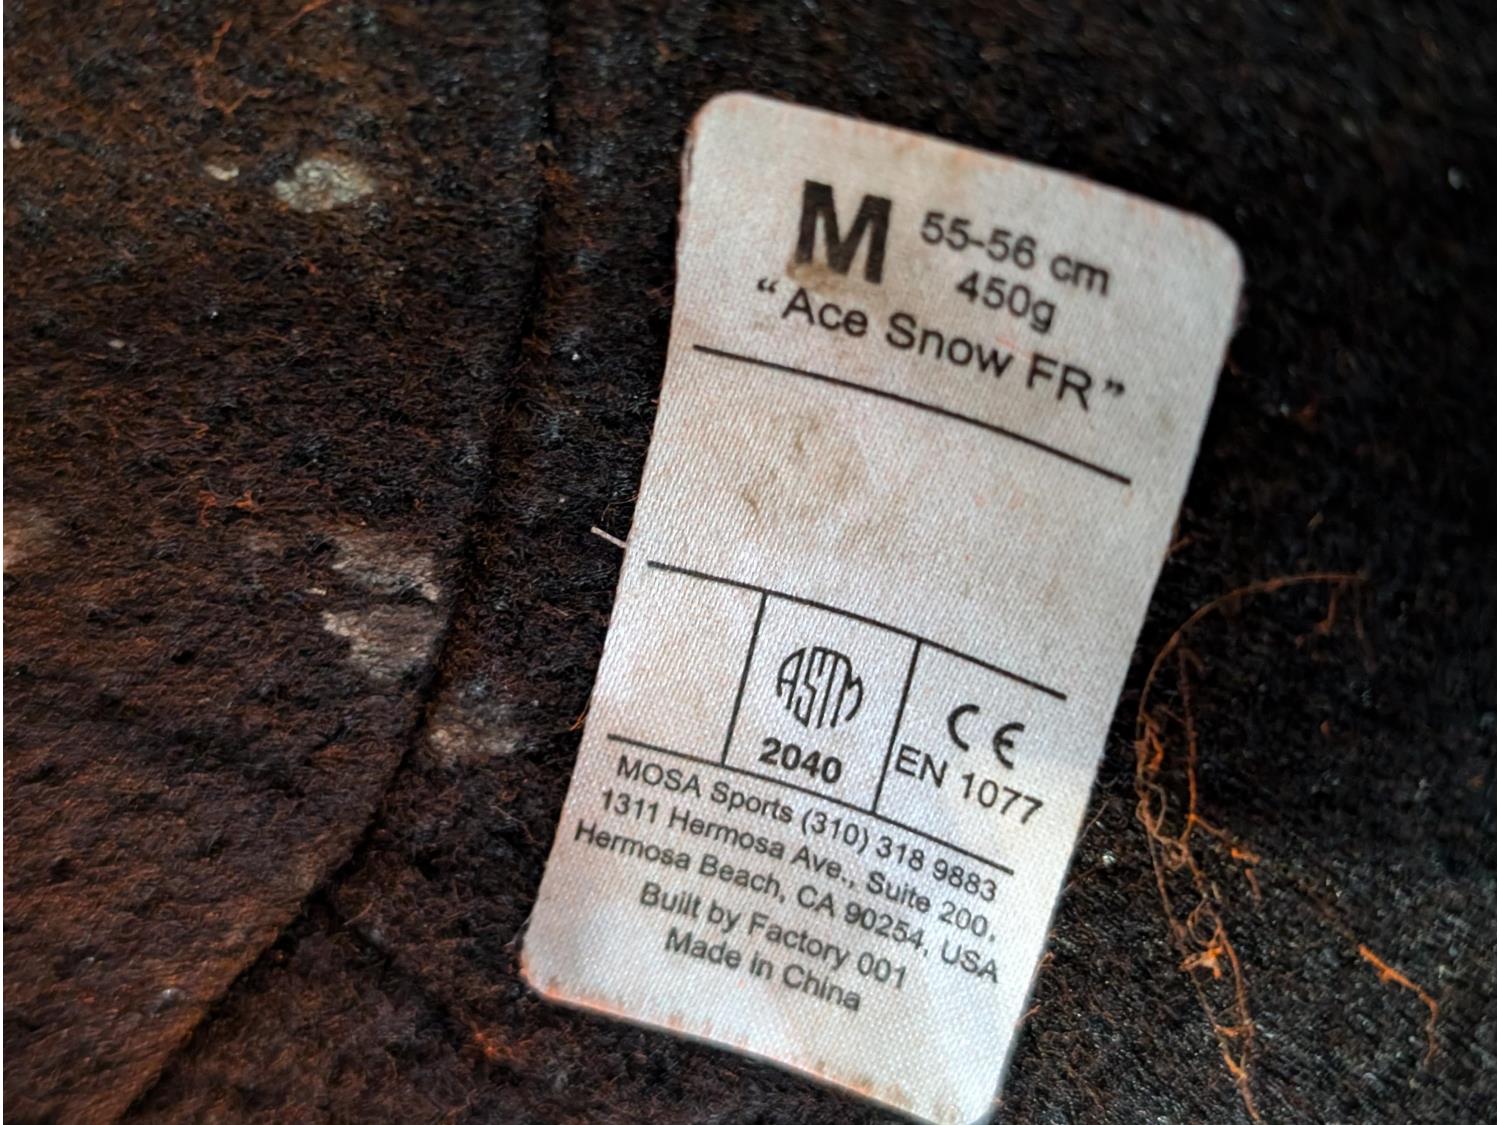 M 55-56 cm
450g
“Ace Snow FR”
ASTM
2040
CE
EN 1077
MOSA Sports (310) 318 9883
1311 Hermosa Ave., Suite 200,
Hermosa Beach, CA 90254, USA
Built by Factory 001
Made in China